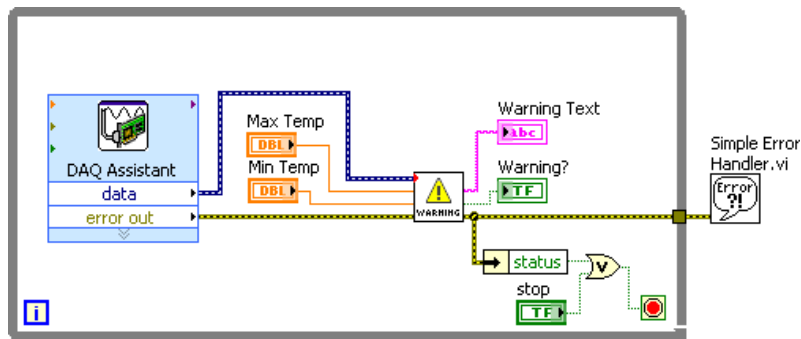 DAQ Assistant
data
error out
Max Temp
DBL
Min Temp
DBL
WARNING
Warning Text
abc
Warning?
TF
status
V
stop
TF
i
Simple Error
Handler.vi
Error
?!